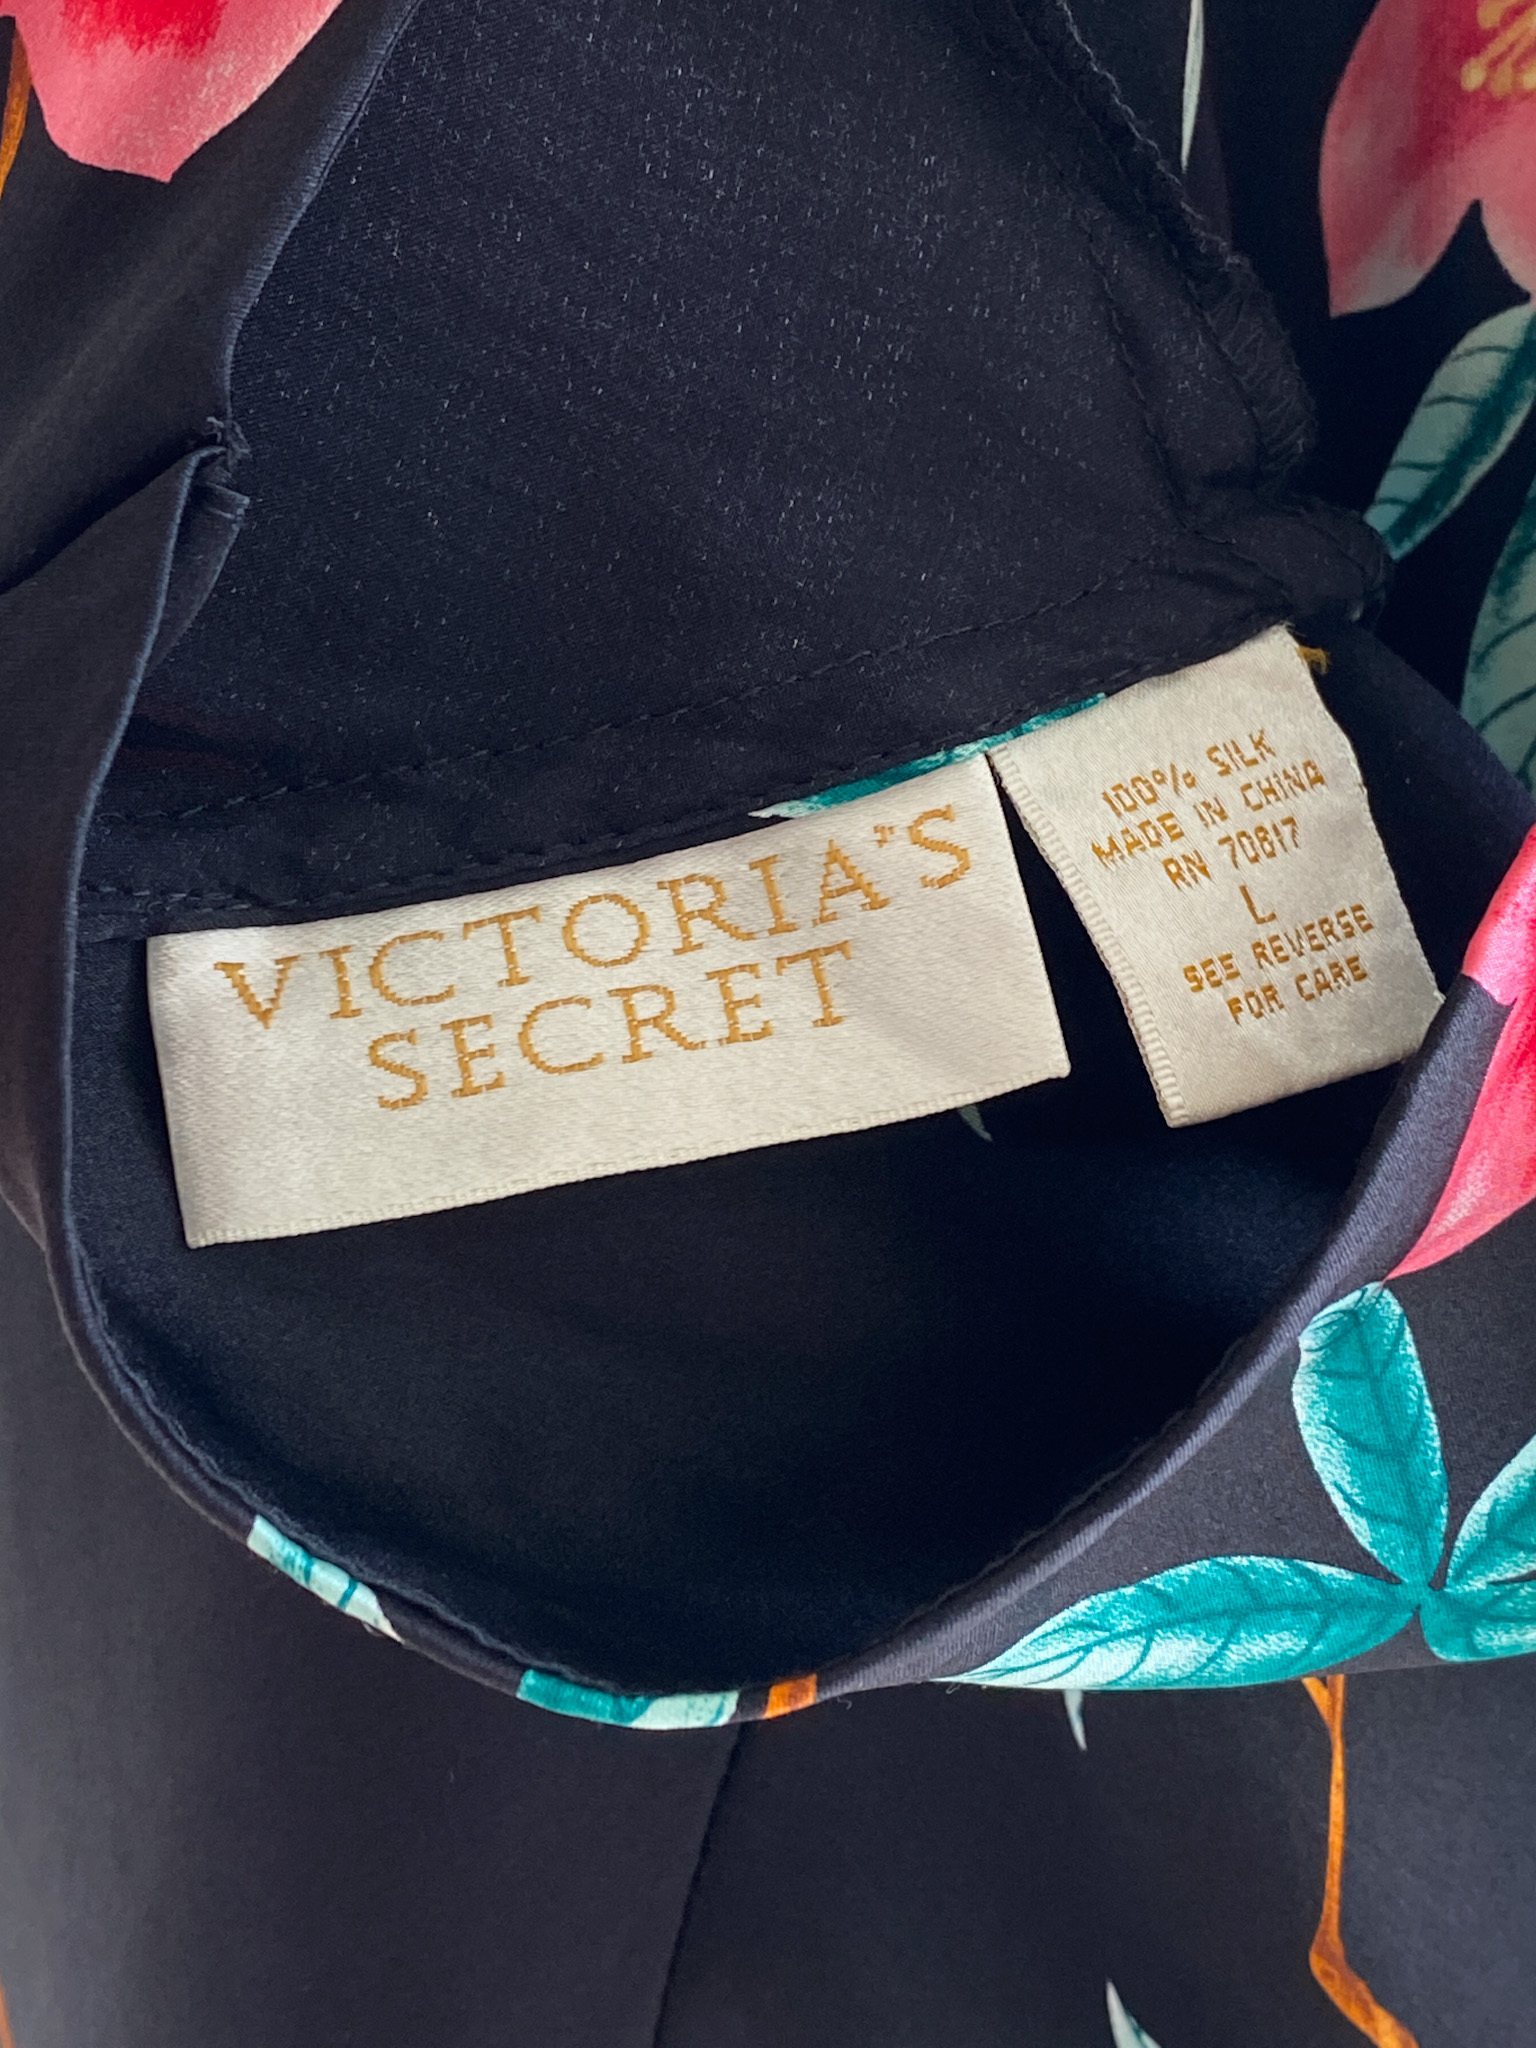 VICTORIA'S
SECRET
100% SILK
MADE IN CHINA
RN 70817
L
SEE REVERSE
FOR CARE